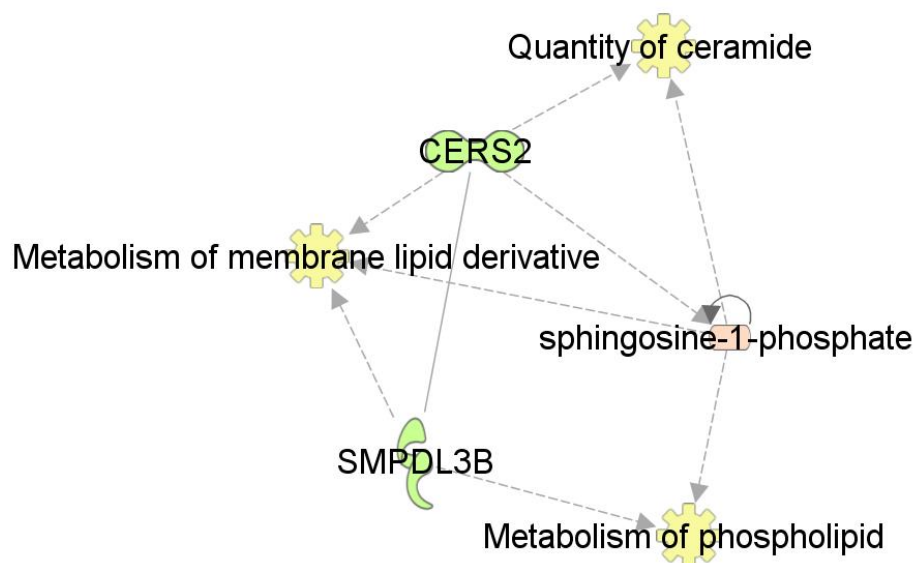 Quantity of ceramide
CERS2
Metabolism of membrane lipid derivative
sphingosine-1-phosphate
SMPDL3B
Metabolism of phospholipid